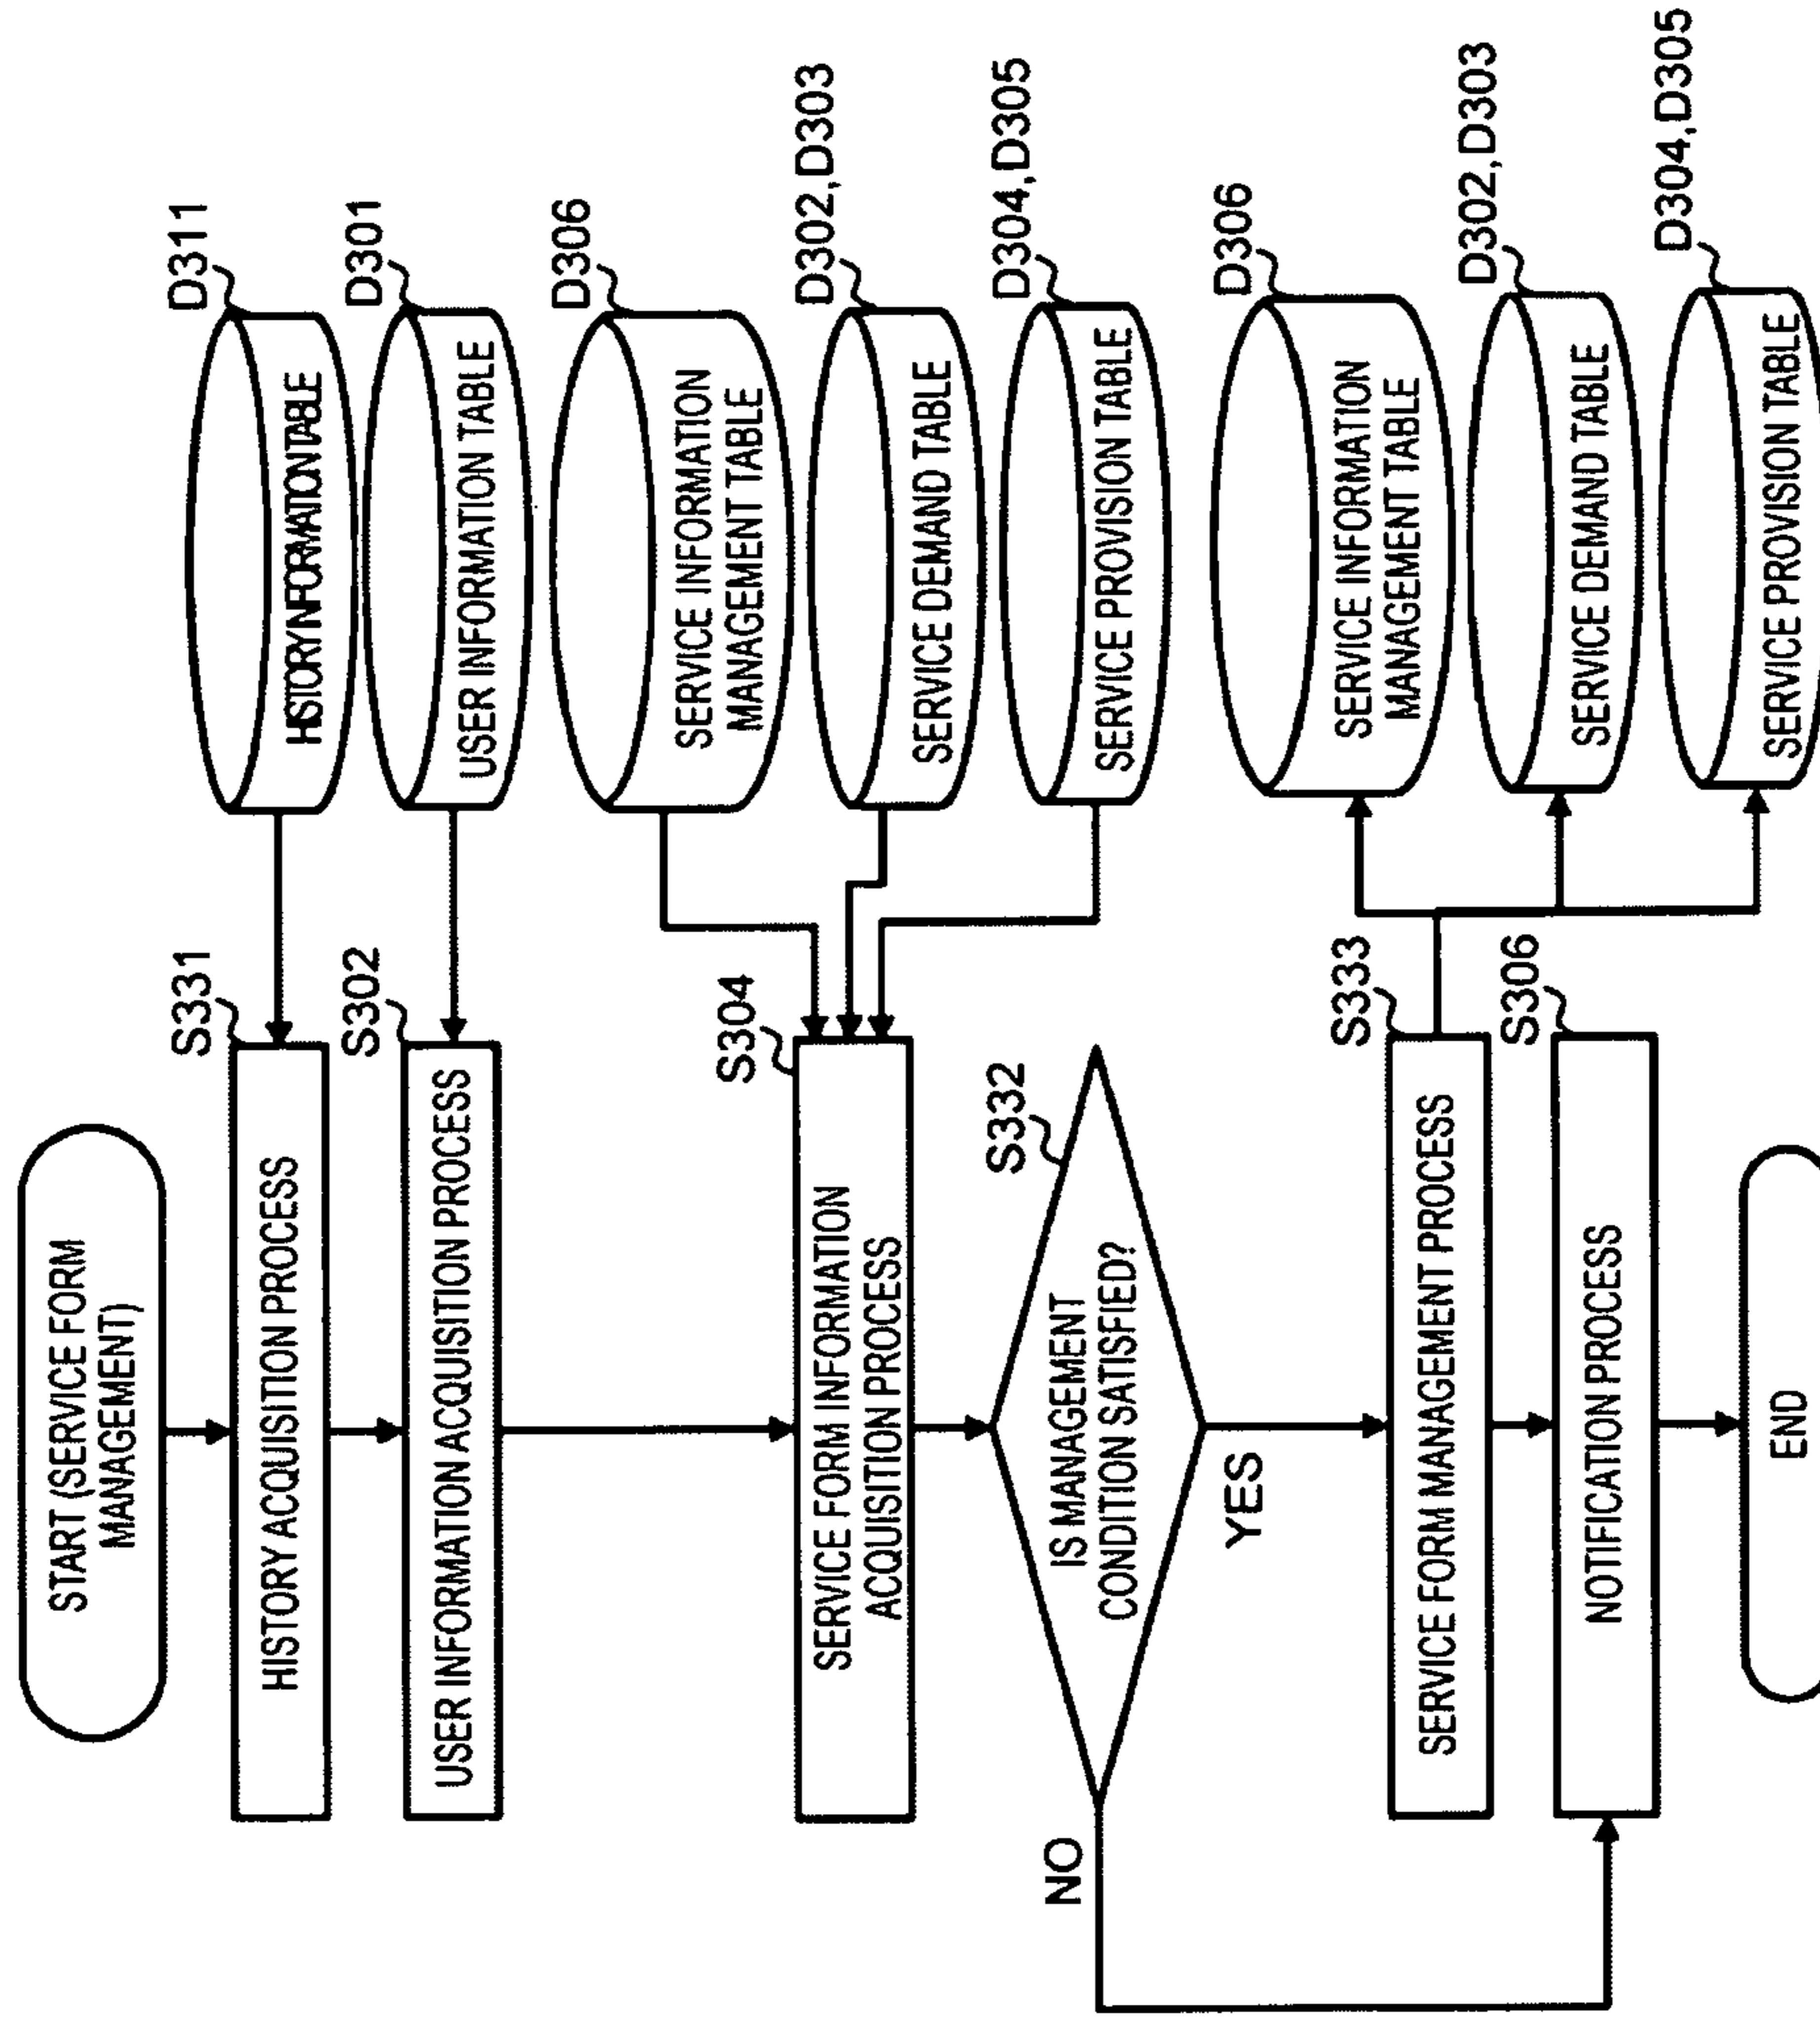 START (SERVICE FORM
MANAGEMENT)
S331
HISTORY ACQUISITION PROCESS
D311
HISTORY INFORMATION TABLE
S302
USER INFORMATION ACQUISITION PROCESS
D301
USER INFORMATION TABLE
D306
SERVICE INFORMATION
MANAGEMENT TABLE
S304
SERVICE FORM INFORMATION
ACQUISITION PROCESS
D302,D303
SERVICE DEMAND TABLE
D304,D305
SERVICE PROVISION TABLE
S332
IS MANAGEMENT
CONDITION SATISFIED?
NO
YES
S333
SERVICE FORM MANAGEMENT PROCESS
D306
SERVICE INFORMATION
MANAGEMENT TABLE
D302,D303
SERVICE DEMAND TABLE
S306
NOTIFICATION PROCESS
D304,D305
SERVICE PROVISION TABLE
END